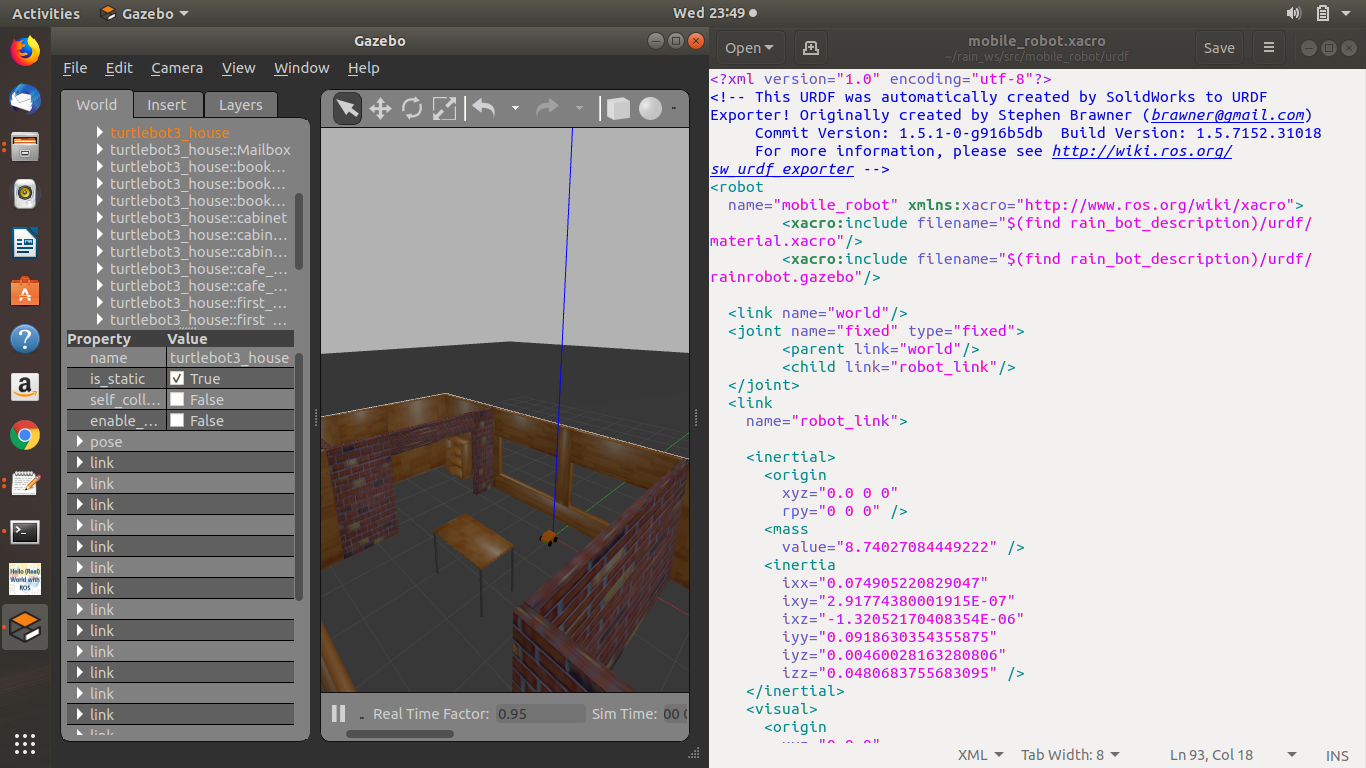 Activities
Gazebo
Wed 23:49
Gazebo
File Edit Camera View Window Help
World Insert Layers
turtlebot3_house
turtlebot3_house::Mailbox
turtlebot3_house::book...
turtlebot3_house::book...
turtlebot3_house::book...
turtlebot3_house::cabinet
turtlebot3_house::cabin...
turtlebot3_house::cabin...
turtlebot3_house::cafe_...
turtlebot3_house::cafe_...
turtlebot3_house::first_...
turtlebot3_house::first_...
Property Value
name turtlebot3_house
is_static True
self_coll... False
enable_... False
pose
link
link
link
link
link
link
link
link
link
link
link
link
link
Real Time Factor: 0.95 Sim Time: 00
Hello (Real) World with ROS
Open
mobile_robot.xacro
~/rain_ws/src/mobile_robot/urdf
Save
<?xml version="1.0" encoding="utf-8"?>
<!-- This URDF was automatically created by SolidWorks to URDF
Exporter! Originally created by Stephen Brawner (brawner@gmail.com)
     Commit Version: 1.5.1-0-g916b5db  Build Version: 1.5.7152.31018
     For more information, please see http://wiki.ros.org/
sw_urdf_exporter -->
<robot
  name="mobile_robot" xmlns:xacro="http://www.ros.org/wiki/xacro">
        <xacro:include filename="$(find rain_bot_description)/urdf/
material.xacro"/>
        <xacro:include filename="$(find rain_bot_description)/urdf/
rainrobot.gazebo"/>
  <link name="world"/>
  <joint name="fixed" type="fixed">
        <parent link="world"/>
        <child link="robot_link"/>
  </joint>
  <link
    name="robot_link">
    <inertial>
      <origin
        xyz="0.0 0 0"
        rpy="0 0 0" />
      <mass
        value="8.74027084449222" />
      <inertia
        ixx="0.074905220829047"
        ixy="2.91774380001915E-07"
        ixz="-1.32052170408354E-06"
        iyy="0.0918630354355875"
        iyz="0.00460028163280806"
        izz="0.0480683755683095" />
    </inertial>
    <visual>
      <origin
XML Tab Width: 8 Ln 93, Col 18 INS